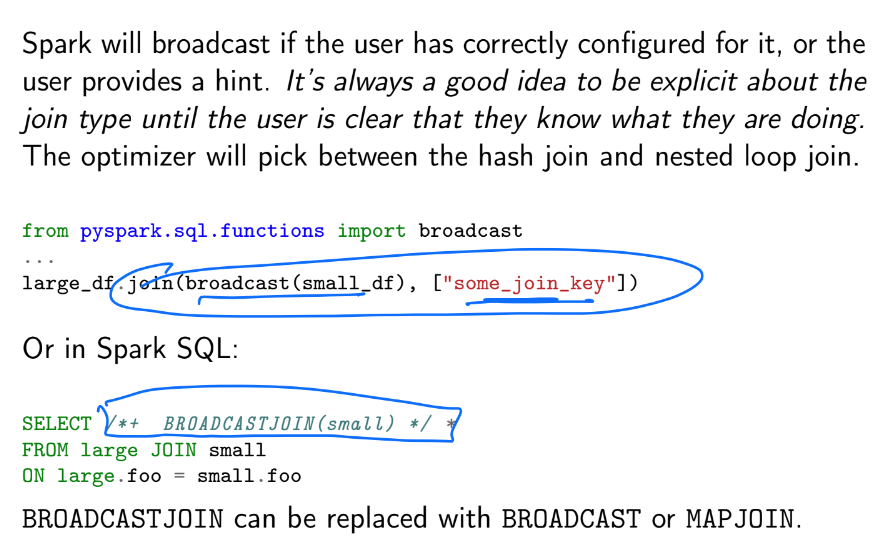 Spark will broadcast if the user has correctly configured for it, or the
user provides a hint. It's always a good idea to be explicit about the
join type until the user is clear that they know what they are doing.
The optimizer will pick between the hash join and nested loop join.
from pyspark.sql.functions import broadcast
...
large_df.join(broadcast(small_df), ["some_join_key"])
Or in Spark SQL:
SELECT /*+  BROADCASTJOIN(small) */ *
FROM large JOIN small
ON large.foo = small.foo
BROADCASTJOIN can be replaced with BROADCAST or MAPJOIN.